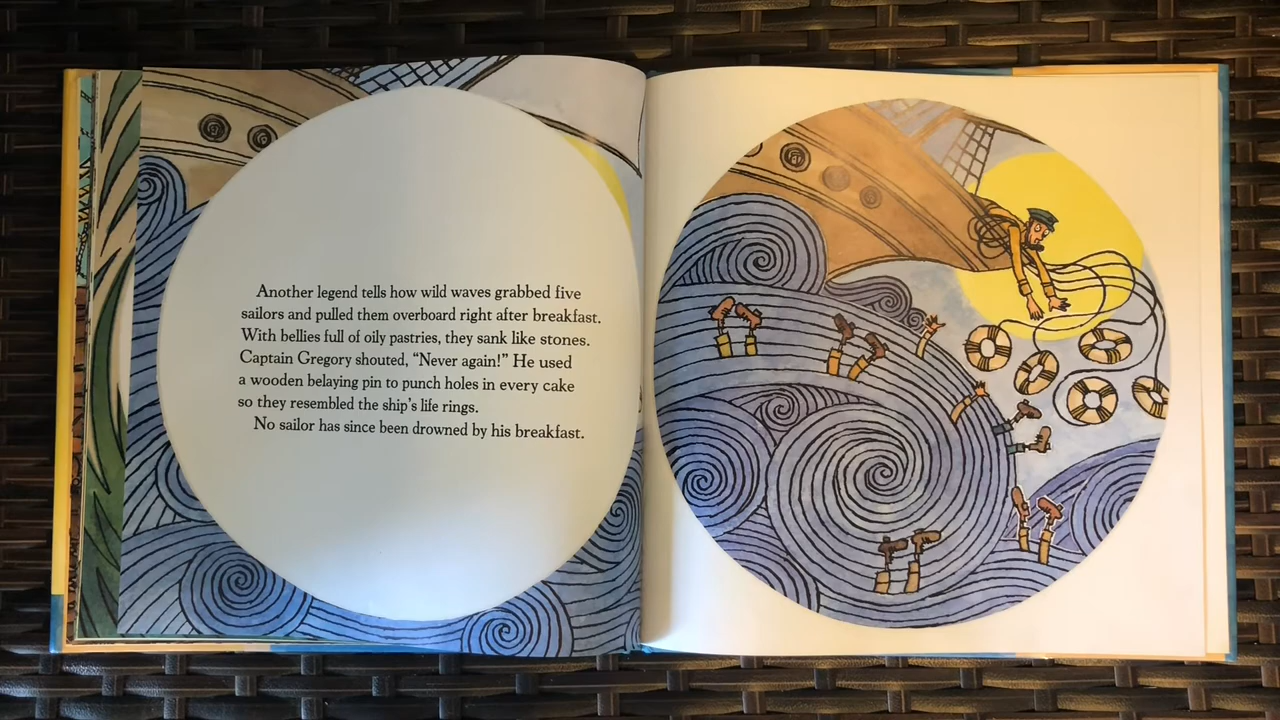 Another legend tells how wild waves grabbed five
sailors and pulled them overboard right after breakfast.
With bellies full of oily pastries, they sank like stones.
Captain Gregory shouted, “Never again!” He used
a wooden belaying pin to punch holes in every cake
so they resembled the ship’s life rings.
No sailor has since been drowned by his breakfast.